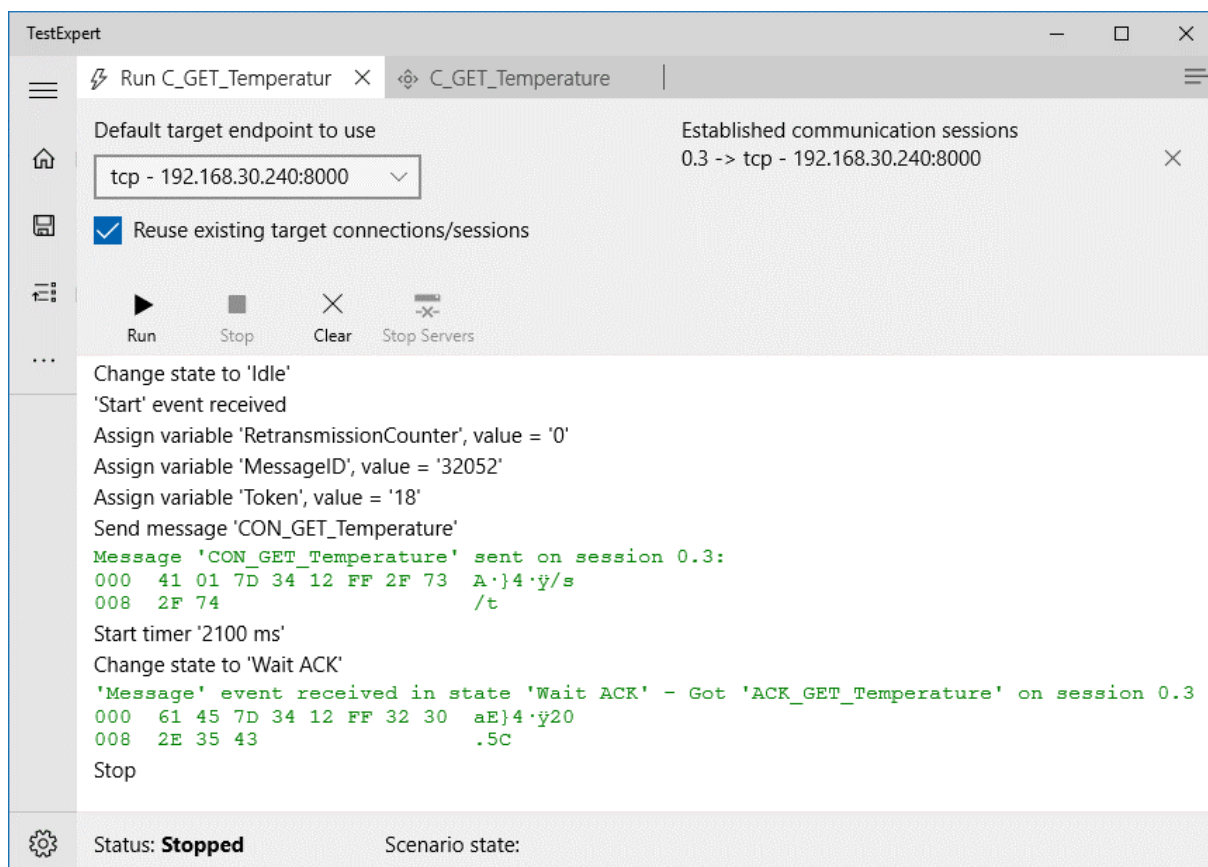 TestExpert
Run C_GET_Temperatur
C_GET_Temperature
Default target endpoint to use
Established communication sessions
tcp - 192.168.30.240:8000
0.3 -> tcp - 192.168.30.240:8000
Reuse existing target connections/sessions
Run
Stop
Clear
Stop Servers
Change state to 'Idle'
'Start' event received
Assign variable 'RetransmissionCounter', value = '0'
Assign variable 'MessageID', value = '32052'
Assign variable 'Token', value = '18'
Send message 'CON_GET_Temperature'
Message 'CON_GET_Temperature' sent on session 0.3:
000  41 01 7D 34 12 FF 2F 73  A·}4·ÿ/s
008  2F 74                    /t
Start timer '2100 ms'
Change state to 'Wait ACK'
'Message' event received in state 'Wait ACK' - Got 'ACK_GET_Temperature' on session 0.3
000  61 45 7D 34 12 FF 32 30  aE}4·ÿ20
008  2E 35 43                 .5C
Stop
Status: Stopped
Scenario state: